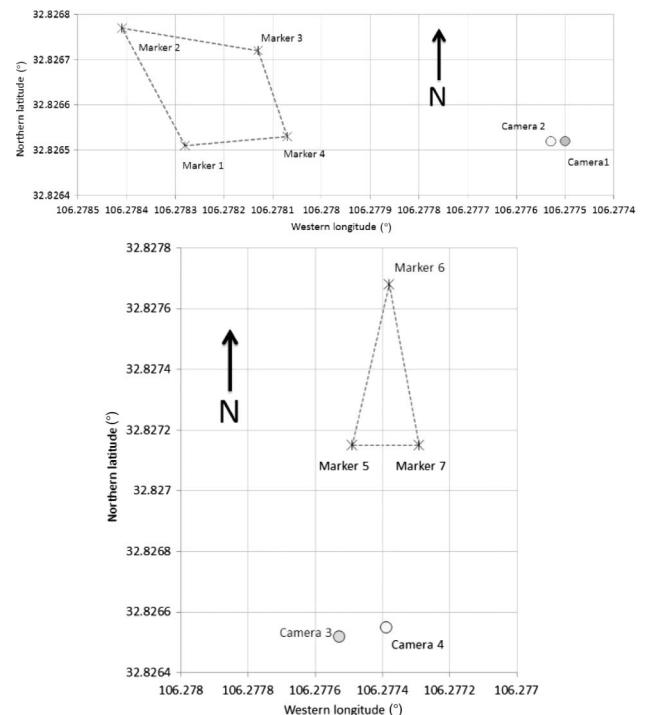 32.8268
32.8267
32.8266
32.8265
32.8264
Northern latitude (°)
Marker 2
Marker 3
Marker 1
Marker 4
N
Camera 2
Camera1
106.2785 106.2784 106.2783 106.2782 106.2781 106.278 106.2779 106.2778 106.2777 106.2776 106.2775 106.2774
Western longitude (°)
32.8278
32.8276
32.8274
32.8272
32.827
32.8268
32.8266
32.8264
Northern latitude (°)
Marker 6
N
Marker 5 Marker 7
Camera 3
Camera 4
106.278 106.2778 106.2776 106.2774 106.2772 106.277
Western longitude (°)